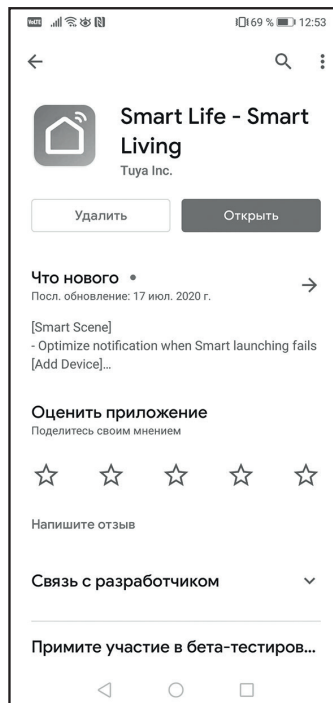 VoLTE 69 % 12:53
Smart Life - Smart
Living
Tuya Inc.
Удалить
Открыть
Что нового •
Посл. обновление: 17 июл. 2020 г.
[Smart Scene]
- Optimize notification when Smart launching fails
[Add Device]...
Оценить приложение
Поделитесь своим мнением
Напишите отзыв
Связь с разработчиком
Примите участие в бета-тестиров...